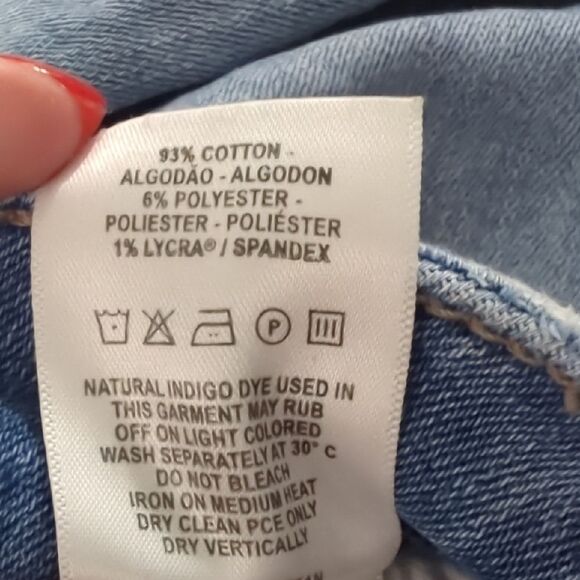 93% COTTON -
ALGODÃO - ALGODON
6% POLYESTER -
POLIESTER - POLIÉSTER
1% LYCRA® / SPANDEX
P
NATURAL INDIGO DYE USED IN
THIS GARMENT MAY RUB
OFF ON LIGHT COLORED
WASH SEPARATELY AT 30° C
DO NOT BLEACH
IRON ON MEDIUM HEAT
DRY CLEAN PCE ONLY
DRY VERTICALLY